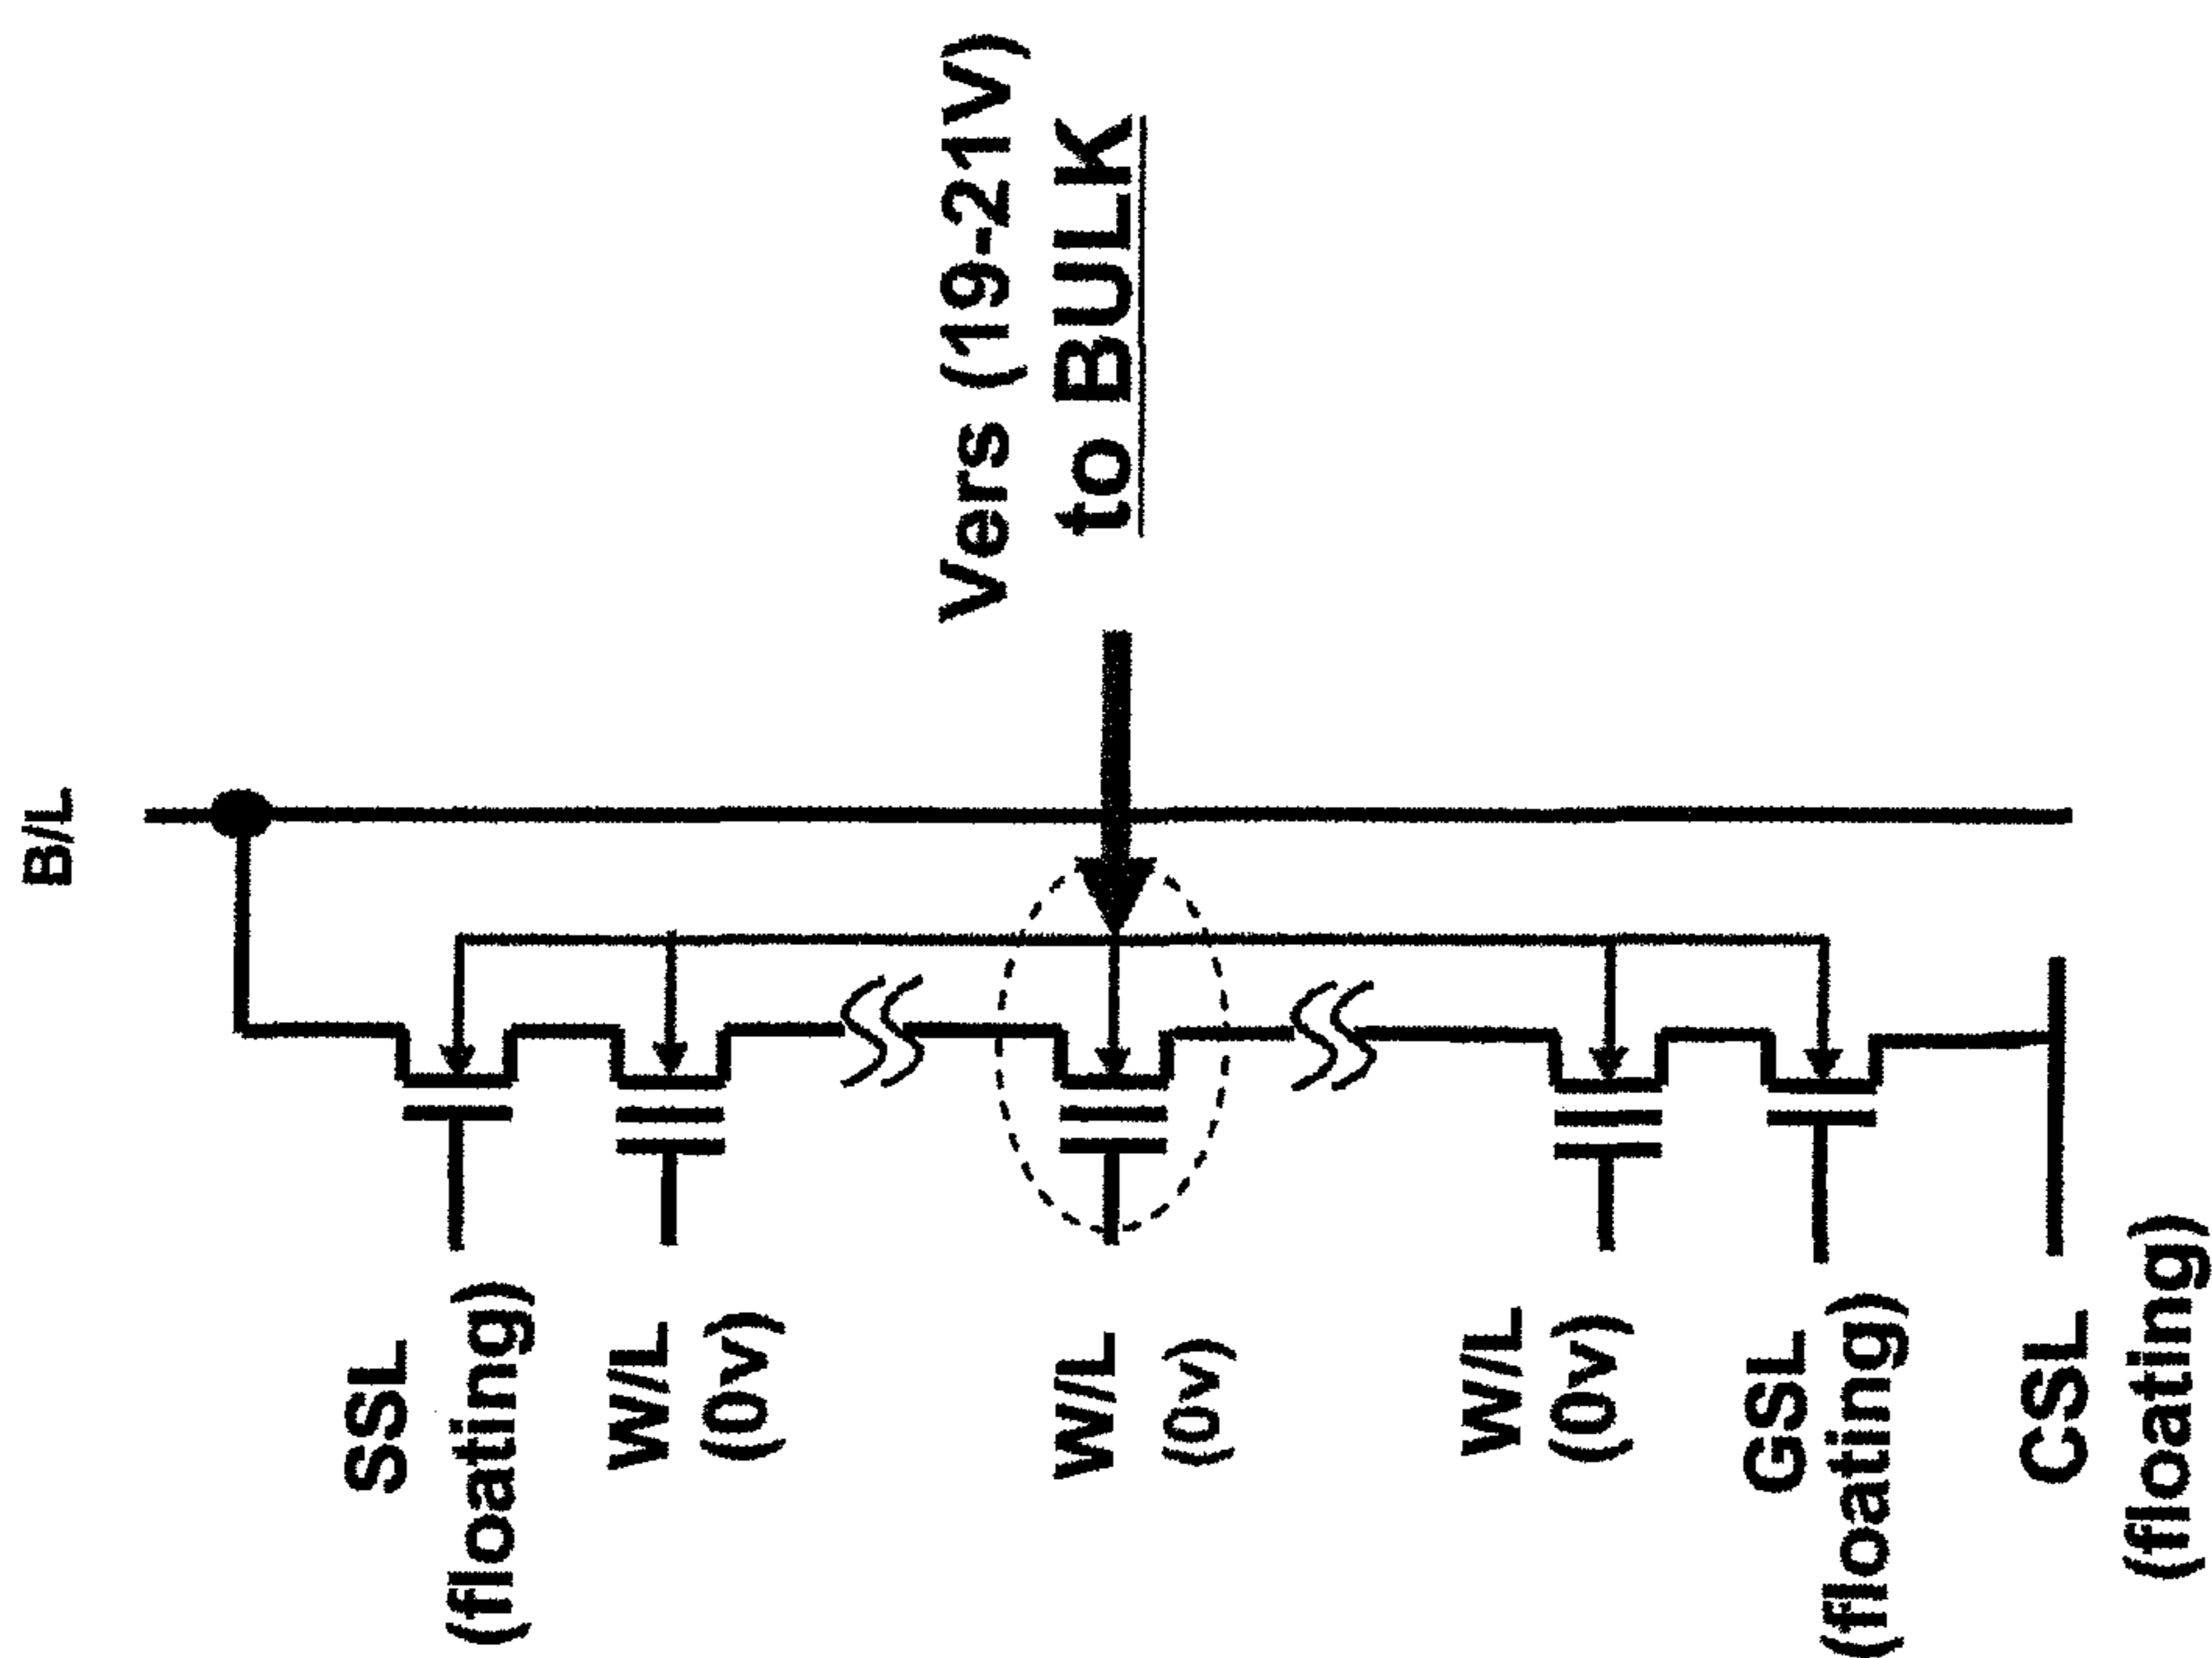 B/L
Vers (19-21V)
to BULK
SSL
(floating)
W/L
(0v)
W/L
(0v)
W/L
(0v)
GSL
(floating)
CSL
(floating)